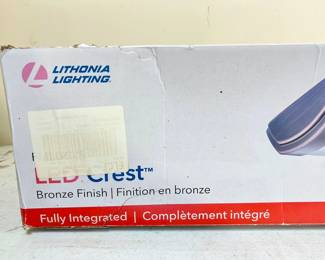 LITHONIA
LIGHTING
LED Crest™
Bronze Finish | Finition en bronze
Fully Integrated | Complètement intégré